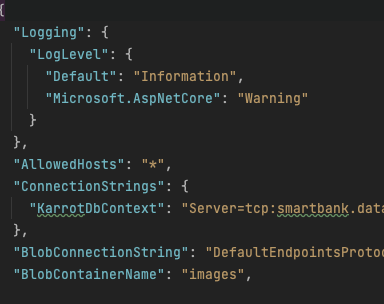 {
"Logging": {
"LogLevel": {
"Default": "Information",
"Microsoft.AspNetCore": "Warning"
}
},
"AllowedHosts": "*",
"ConnectionStrings": {
"KarrotDbContext": "Server=tcp:smartbank.data
},
"BlobConnectionString": "DefaultEndpointsProtoc
"BlobContainerName": "images",